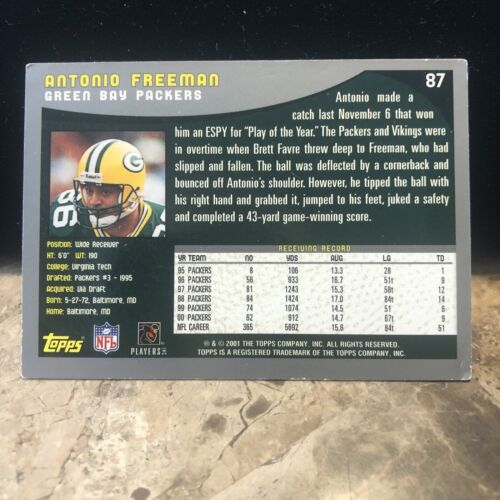 ANTONIO FREEMAN
87
GREEN BAY PACKERS
Antonio made a
catch last November 6 that won
him an ESPY for "Play of the Year." The Packers and Vikings were
in overtime when Brett Favre threw deep to Freeman, who had
slipped and fallen. The ball was deflected by a cornerback and
bounced off Antonio's shoulder. However, he tipped the ball with
his right hand and grabbed it, jumped to his feet, juked a safety
and completed a 43-yard game-winning score.
Position: Wide Receiver
HT: 6'0" WT: 190
College: Virginia Tech
Drafted: Packers #3 - 1995
Acquired: Via Draft
Born: 5-27-72, Baltimore, MD
Home: Baltimore, MD
RECEIVING RECORD
YR TEAM NO YDS AVG LG TD
95 PACKERS 8 106 13.3 28 1
96 PACKERS 56 933 16.7 51t 9
97 PACKERS 81 1243 15.3 58t 12
98 PACKERS 84 1424 17.0 84t 14
99 PACKERS 74 1074 14.5 51 6
00 PACKERS 62 912 14.7 67t 9
NFL CAREER 365 5692 15.6 84t 51
Topps
NFL
PLAYERS
® & © 2001 THE TOPPS COMPANY, INC. ALL RIGHTS RESERVED.
TOPPS IS A REGISTERED TRADEMARK OF THE TOPPS COMPANY, INC.